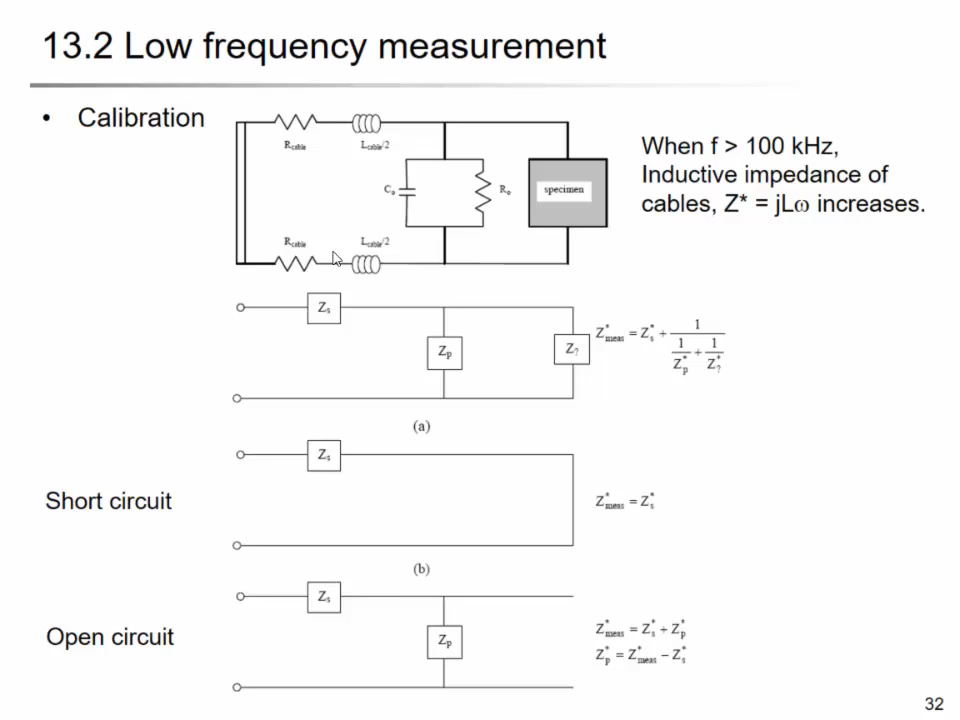 13.2 Low frequency measurement
• Calibration
R_cable L_cable/2
C_o R_o specimen
R_cable L_cable/2
When f > 100 kHz,
Inductive impedance of
cables, Z* = jLω increases.
Z_s
Z_p Z_?
Z*_meas = Z*_s + 1/(1/Z*_p + 1/Z*_?)
(a)
Z_s
Short circuit
Z*_meas = Z*_s
(b)
Z_s
Open circuit
Z_p
Z*_meas = Z*_s + Z*_p
Z*_p = Z*_meas − Z*_s
32